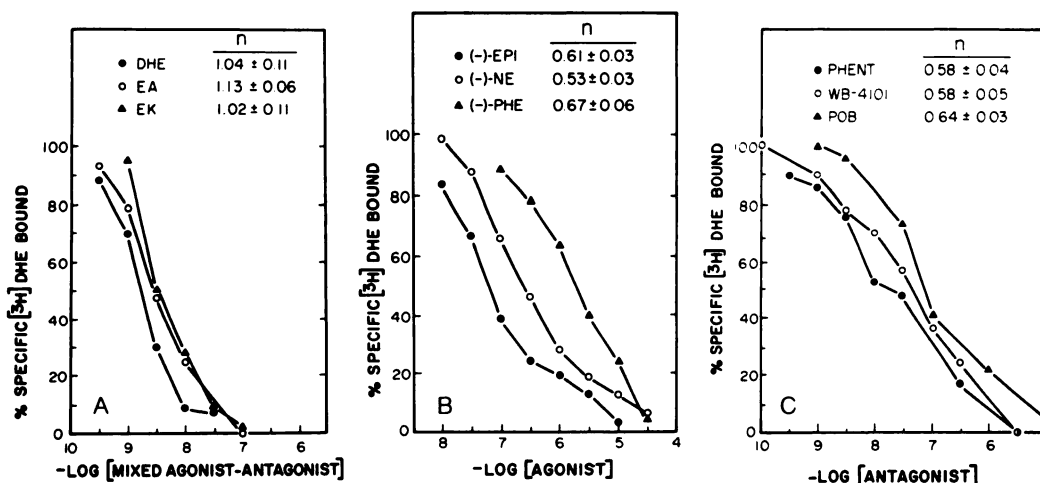 n
● DHE 1.04 ± 0.11
○ EA 1.13 ± 0.06
▲ EK 1.02 ± 0.11
100
80
60
40
20
0
% SPECIFIC [³H] DHE BOUND
A
10 9 8 7 6
-LOG [MIXED AGONIST-ANTAGONIST]
n
● (-)-EPI 0.61 ± 0.03
○ (-)-NE 0.53 ± 0.03
▲ (-)-PHE 0.67 ± 0.06
100
80
60
40
20
0
% SPECIFIC [³H] DHE BOUND
B
8 7 6 5 4
-LOG [AGONIST]
n
● PHENT 0.58 ± 0.04
○ WB-4101 0.58 ± 0.05
▲ POB 0.64 ± 0.03
100
80
60
40
20
0
% SPECIFIC [³H] DHE BOUND
C
10 9 8 7 6
-LOG [ANTAGONIST]